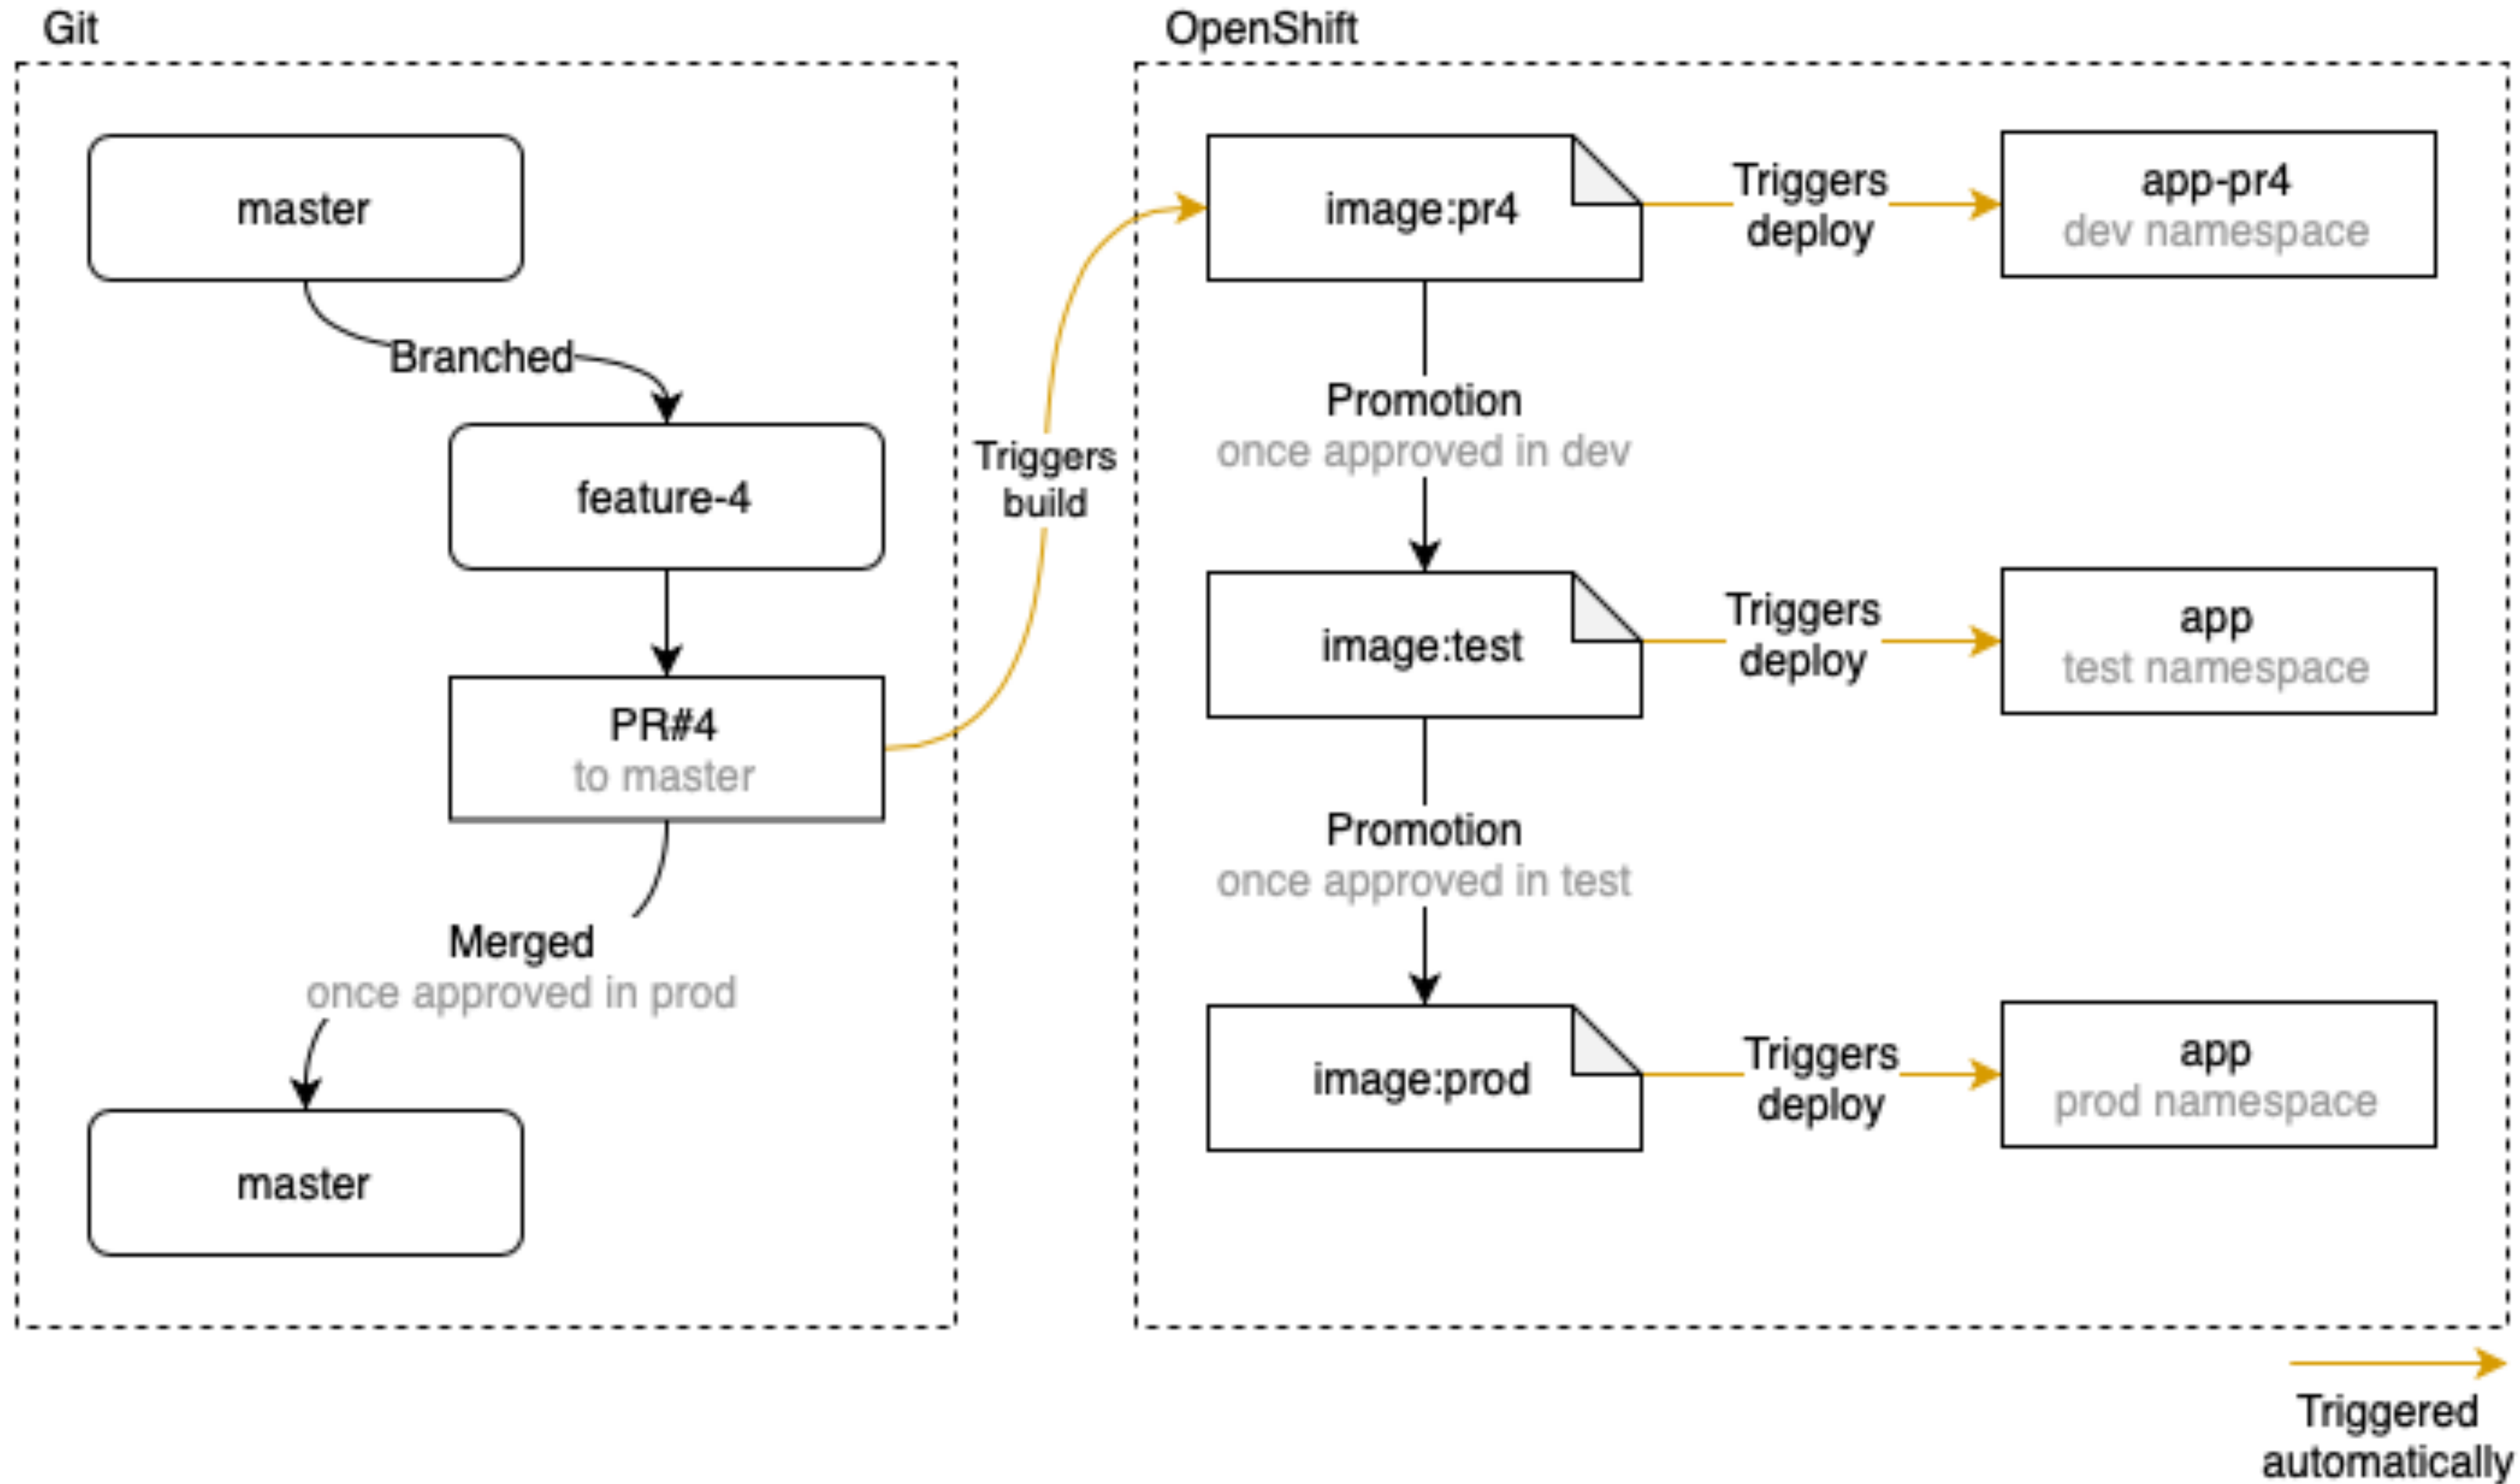 Git
master
Branched
feature-4
PR#4
to master
Merged
once approved in prod
master
Triggers
build
OpenShift
image:pr4
Triggers
deploy
app-pr4
dev namespace
Promotion
once approved in dev
image:test
Triggers
deploy
app
test namespace
Promotion
once approved in test
image:prod
Triggers
deploy
app
prod namespace
Triggered
automatically